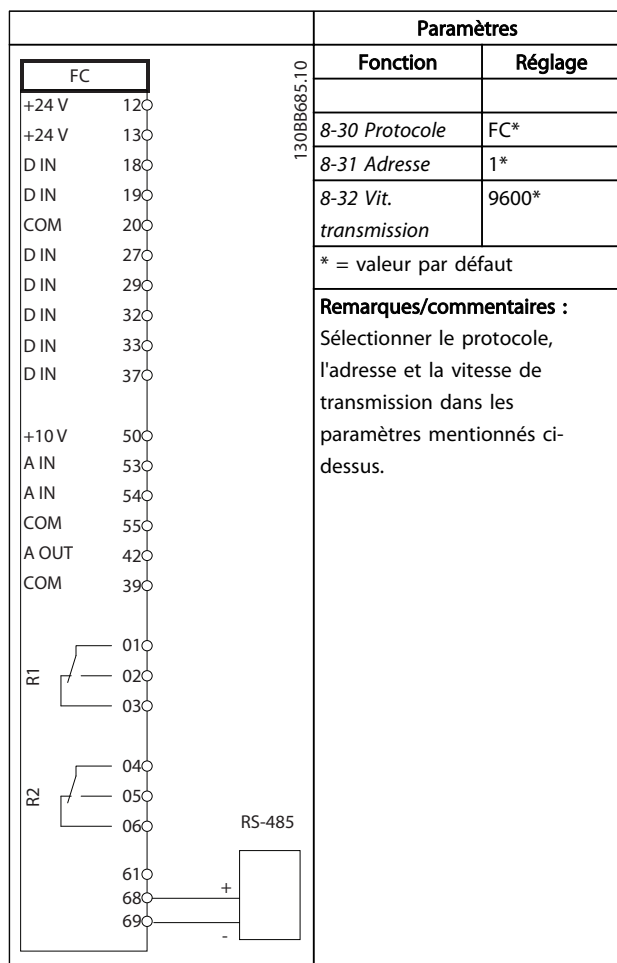 Paramètres
Fonction Réglage
8-30 Protocole FC*
8-31 Adresse 1*
8-32 Vit. 9600*
transmission
* = valeur par défaut
Remarques/commentaires :
Sélectionner le protocole,
l'adresse et la vitesse de
transmission dans les
paramètres mentionnés ci-
dessus.
FC
130BB685.10
+24 V 12
+24 V 13
D IN 18
D IN 19
COM 20
D IN 27
D IN 29
D IN 32
D IN 33
D IN 37
+10 V 50
A IN 53
A IN 54
COM 55
A OUT 42
COM 39
R1
01
02
03
R2
04
05
06
RS-485
61
68 +
69 -